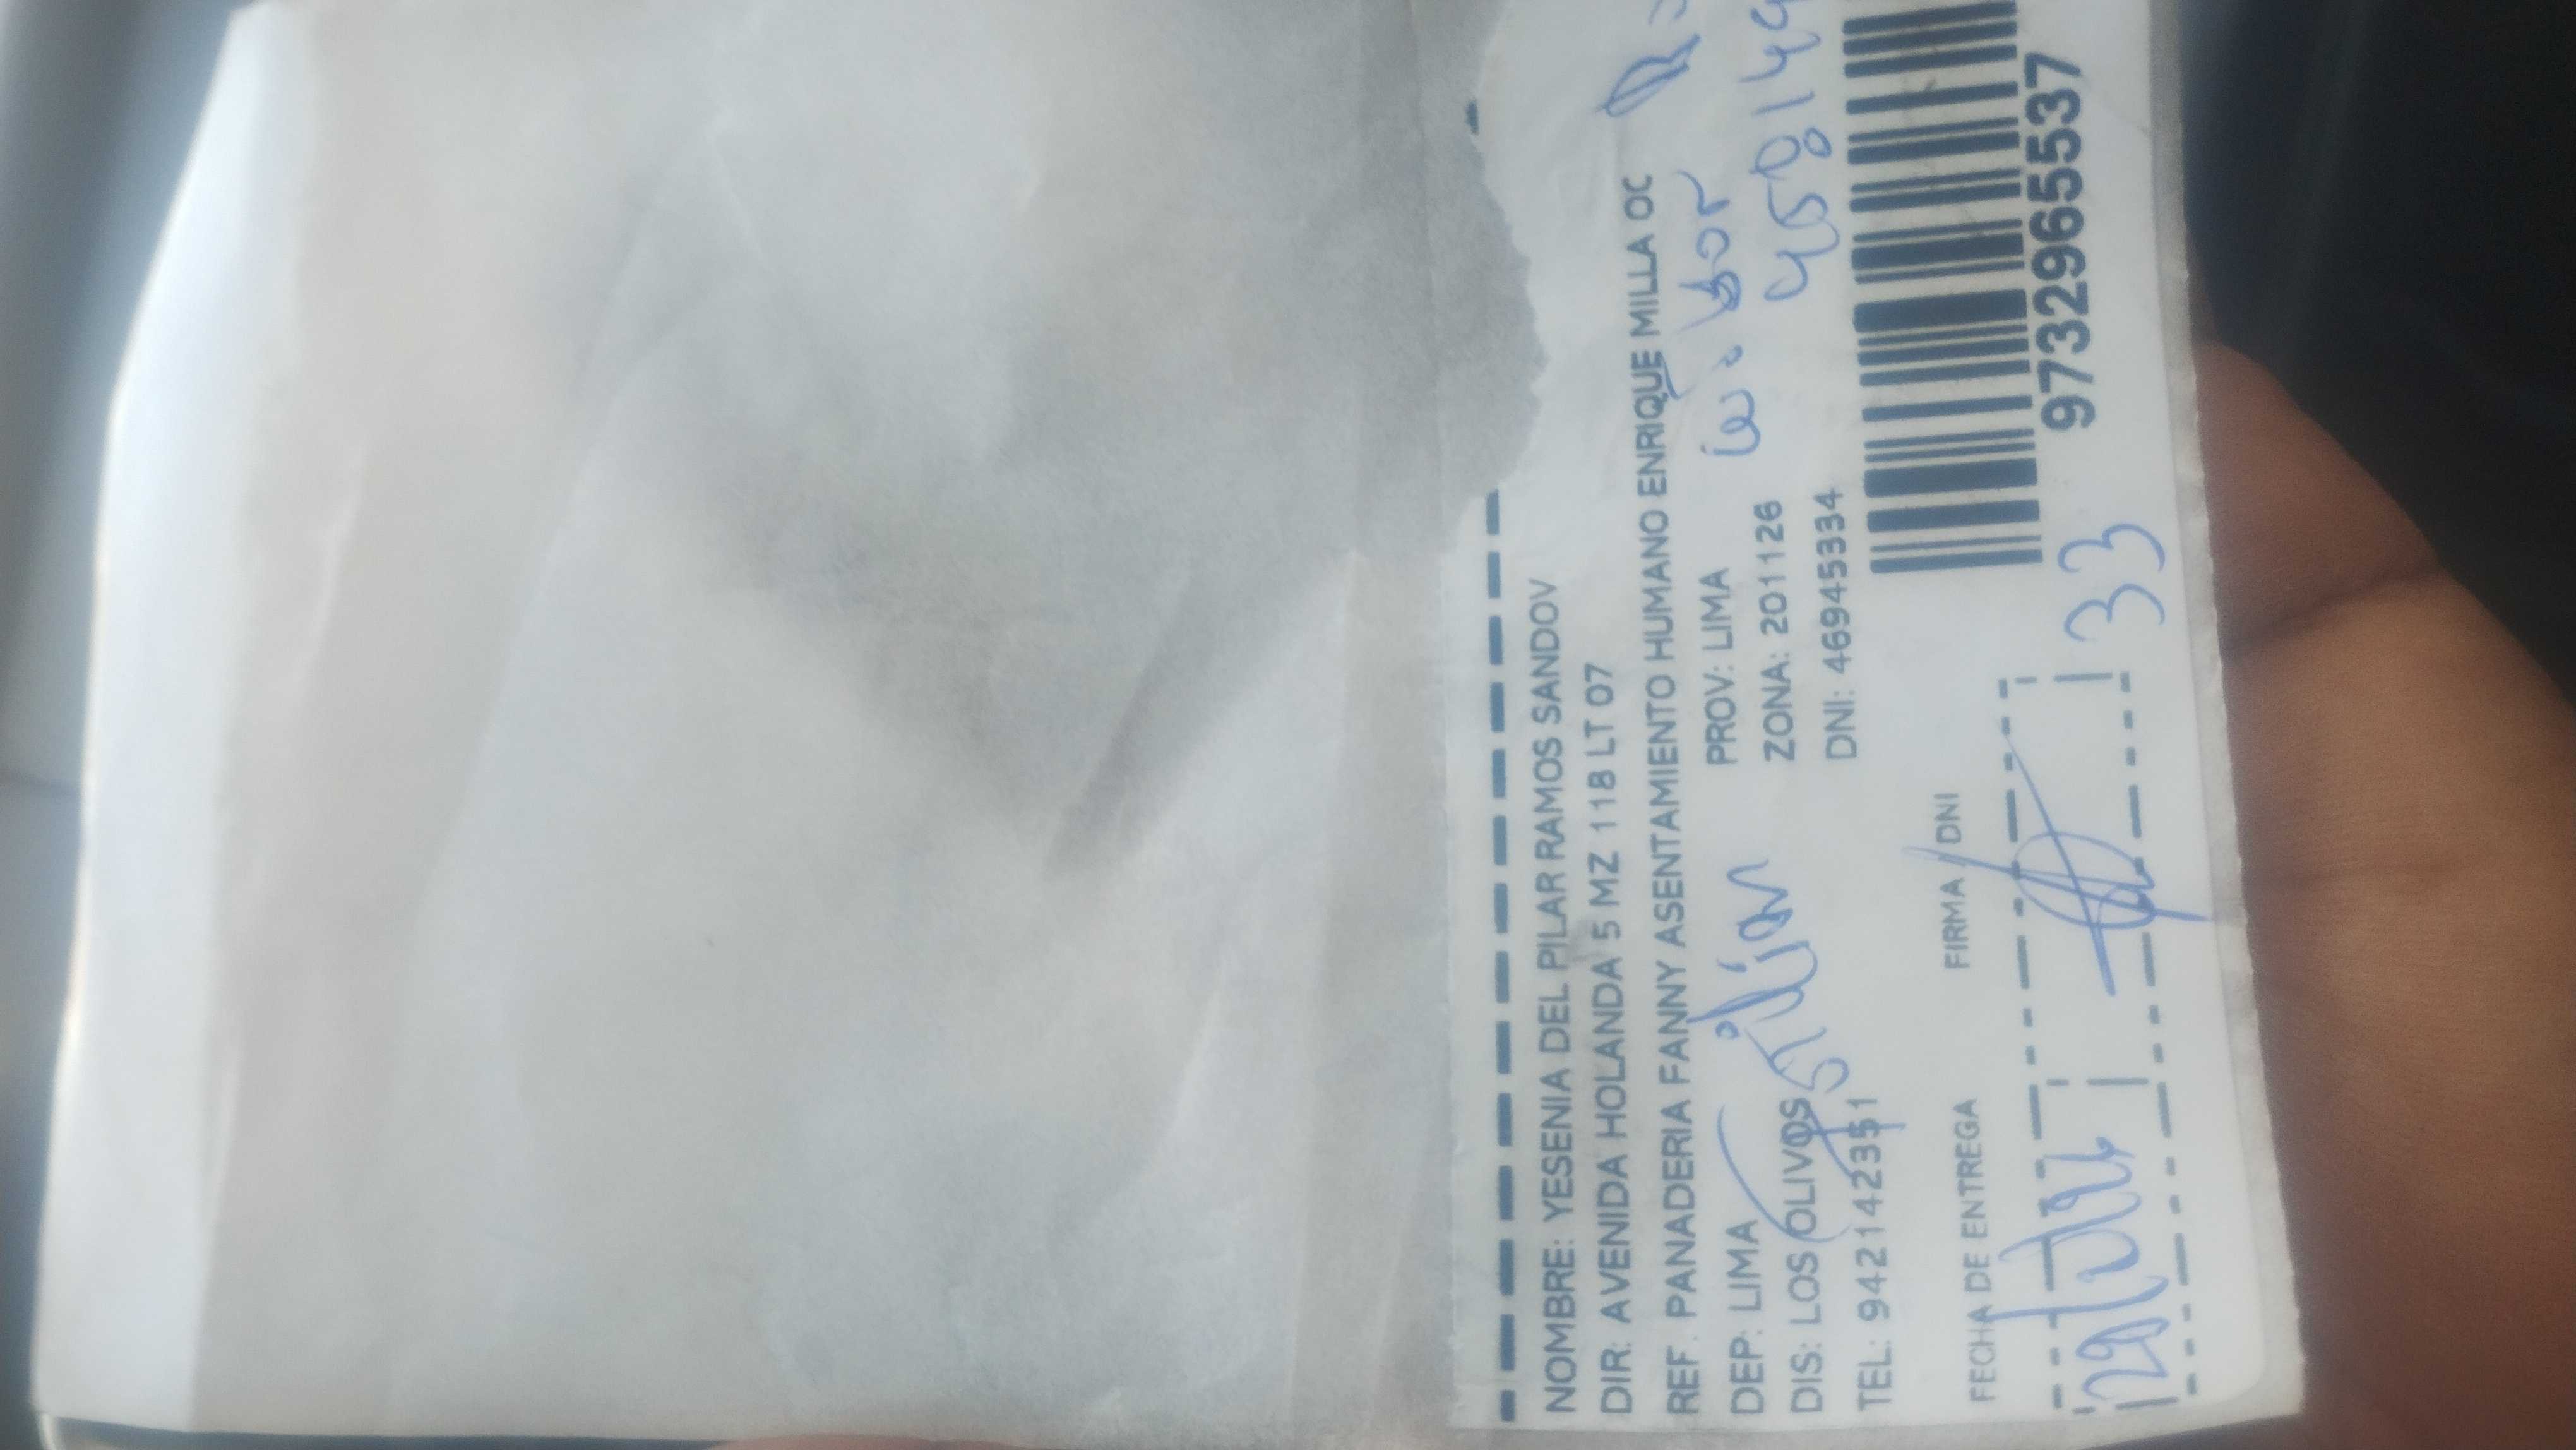 NOMBRE: YESENIA DEL PILAR RAMOS SANDOV
DIR: AVENIDA HOLANDA 5 MZ 118 LT 07
REF. PANADERIA FANNY ASENTAMIENTO HUMANO ENRIQUE MILLA OC
DEP: LIMA PROV: LIMA
DIS: LOS OLIVOS ZONA: 201126
TEL: 942142351 DNI: 46945334
FECHA DE ENTREGA FIRMA / DNI
33
9732965537